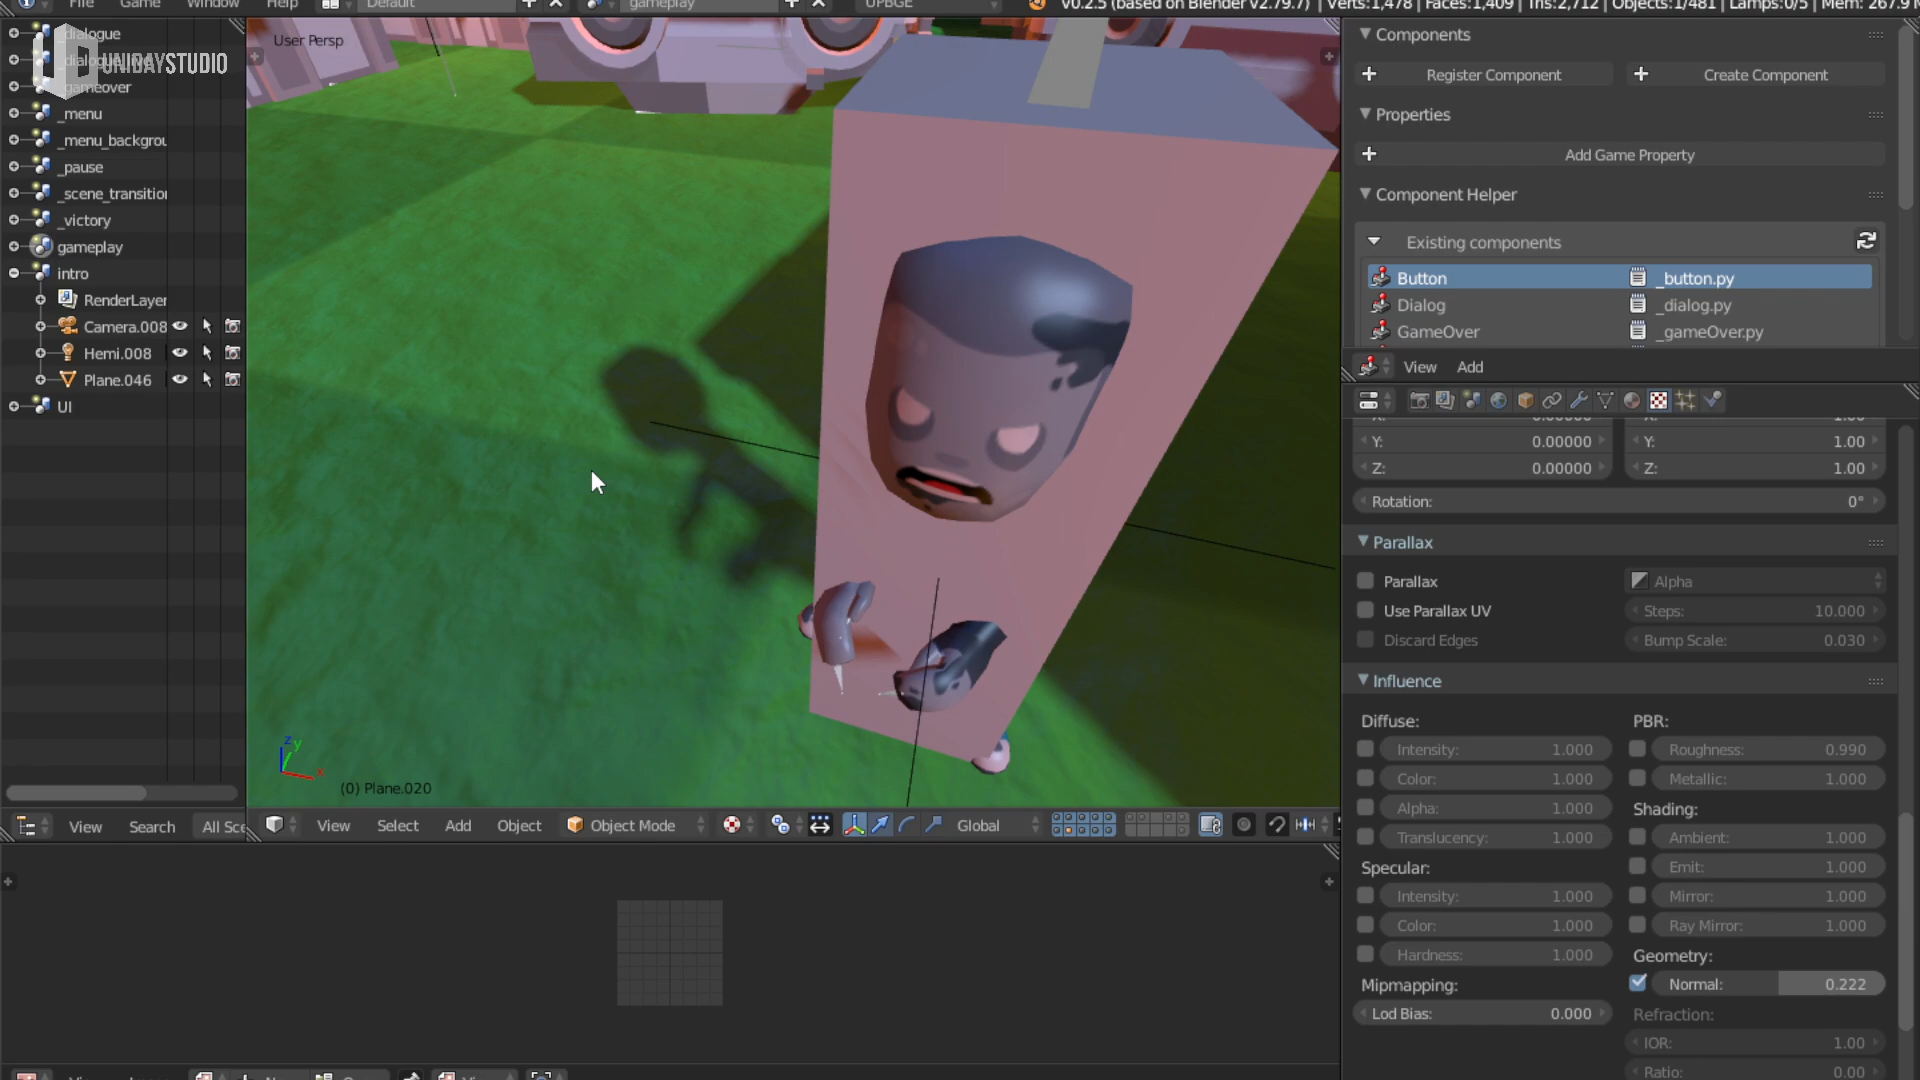 File Game Window Help Default gameplay UPBGE v0.2.5 (based on Blender v2.79.7) | Verts:1,478 | Faces:1,409 | Tris:2,712 | Objects:1/481 | Lamps:0/5 | Mem: 267.9
UNIDAYSTUDIO
_dialogue
_gameover
_menu
_menu_backgrou
_pause
_scene_transition
_victory
gameplay
intro
RenderLayer
Camera.008
Hemi.008
Plane.046
UI
View Search All Sce
User Persp
(0) Plane.020
z y x
View Select Add Object Object Mode Global
Components
Register Component Create Component
Properties
Add Game Property
Component Helper
Existing components
Button _button.py
Dialog _dialog.py
GameOver _gameOver.py
View Add
Y: 0.00000 Y: 1.00
Z: 0.00000 Z: 1.00
Rotation: 0°
Parallax
Parallax Alpha
Use Parallax UV Steps: 10.000
Discard Edges Bump Scale: 0.030
Influence
Diffuse: PBR:
Intensity: 1.000 Roughness: 0.990
Color: 1.000 Metallic: 1.000
Alpha: 1.000 Shading:
Translucency: 1.000 Ambient: 1.000
Specular: Emit: 1.000
Intensity: 1.000 Mirror: 1.000
Color: 1.000 Ray Mirror: 1.000
Hardness: 1.000 Geometry:
Mipmapping: Normal: 0.222
Lod Bias: 0.000 Refraction:
IOR: 1.00
Ratio: 0.00